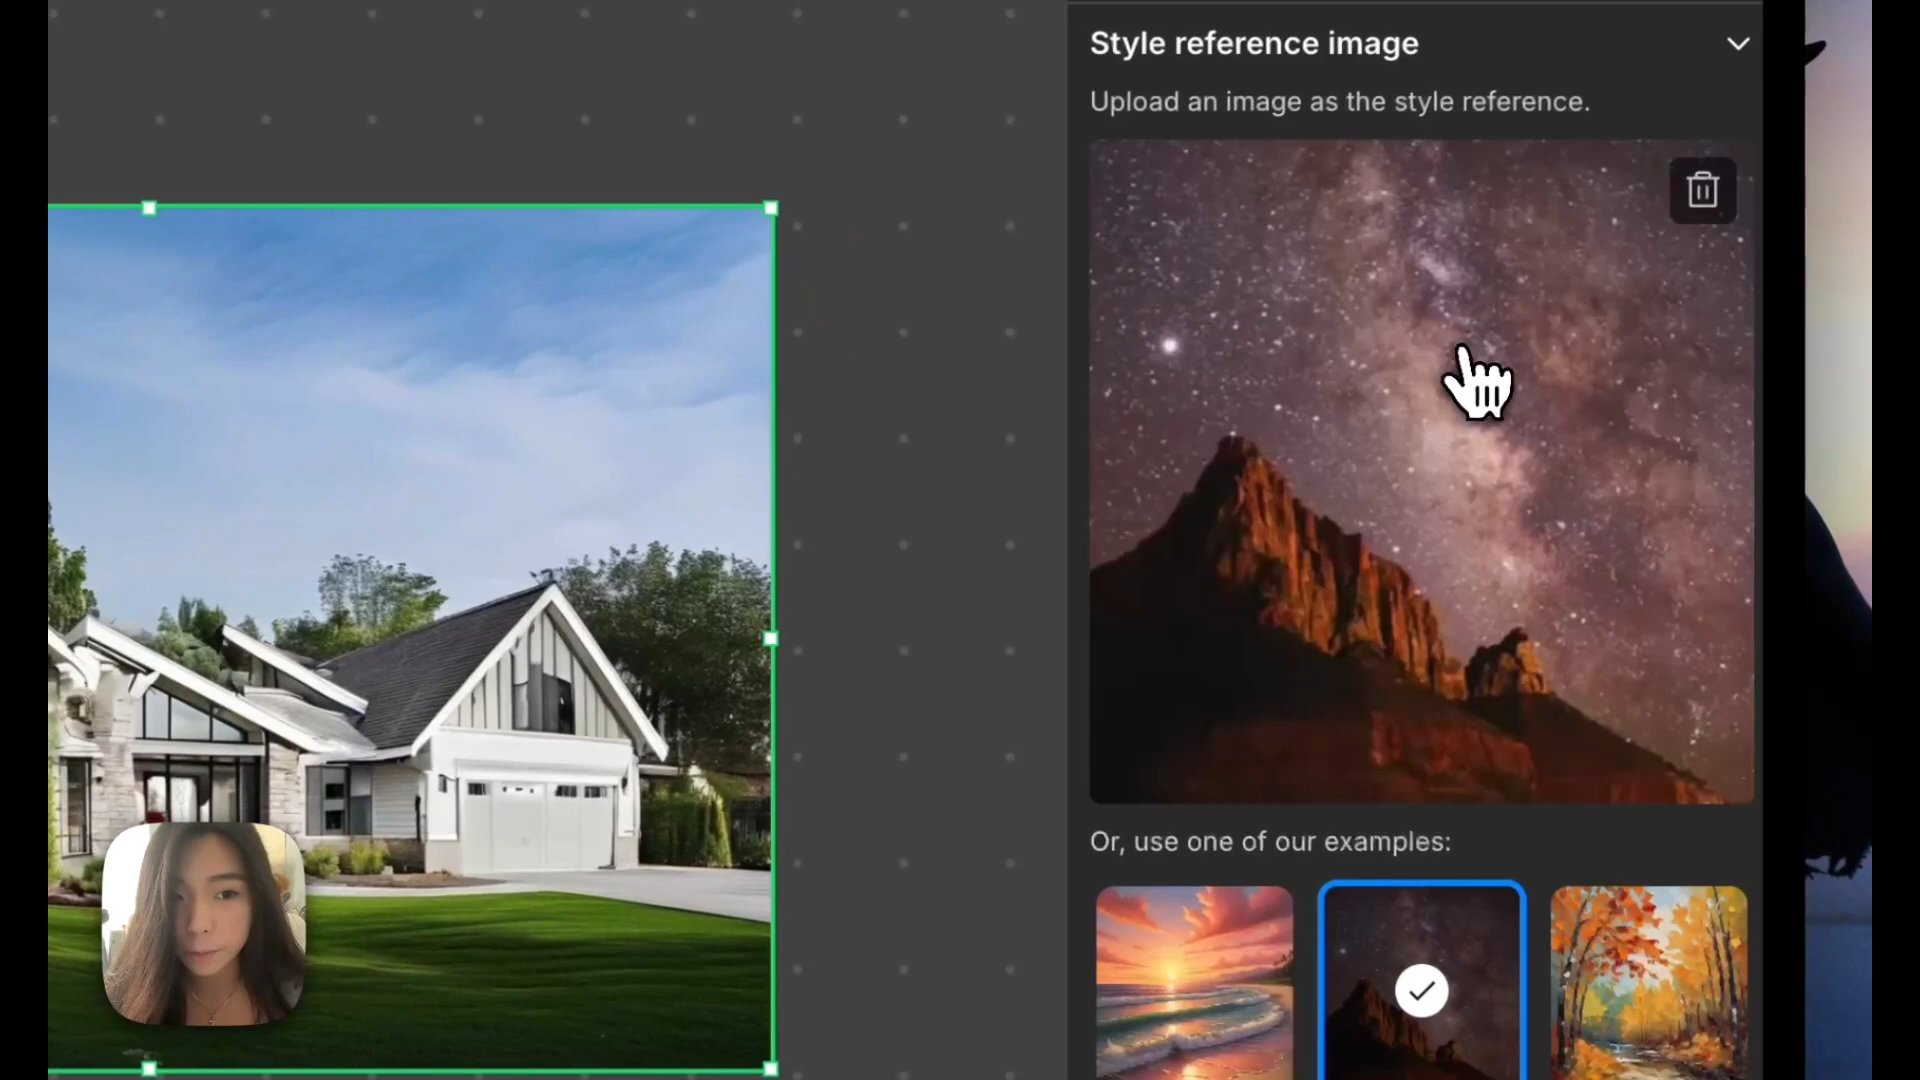 Style reference image
Upload an image as the style reference.
Or, use one of our examples: